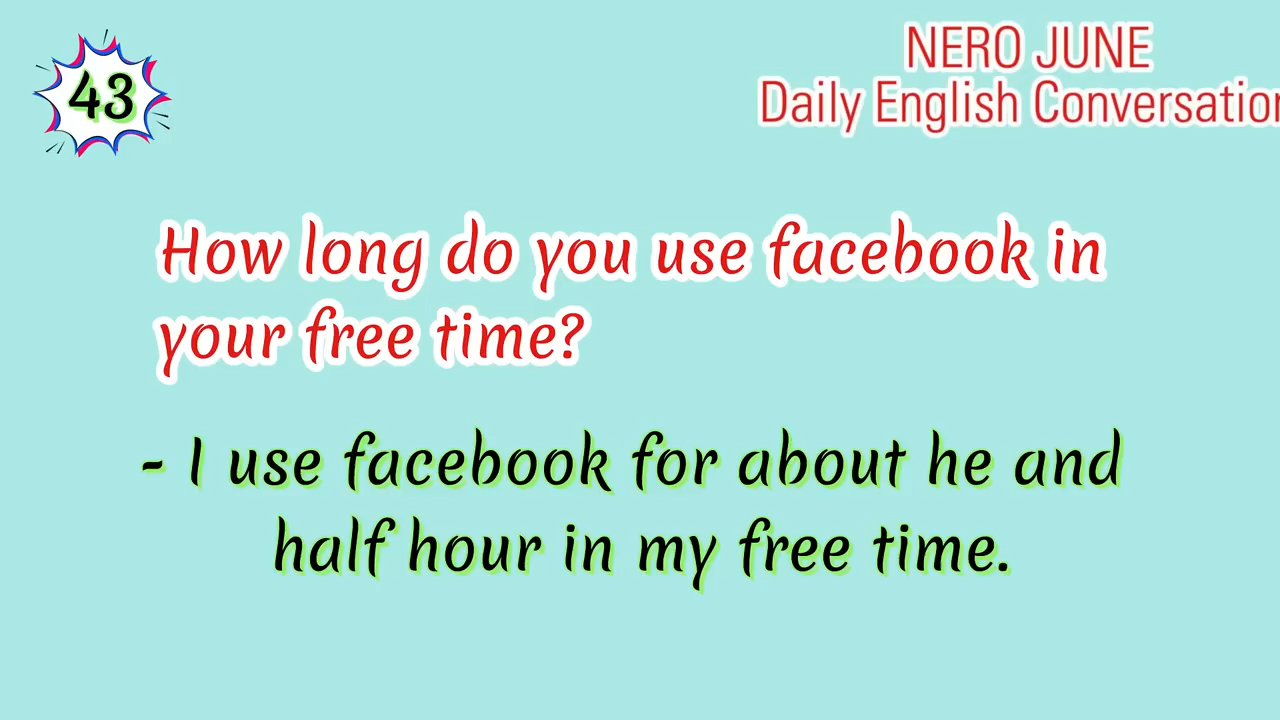 43
NERO JUNE
Daily English Conversation
How long do you use facebook in
your free time?
- I use facebook for about he and
half hour in my free time.